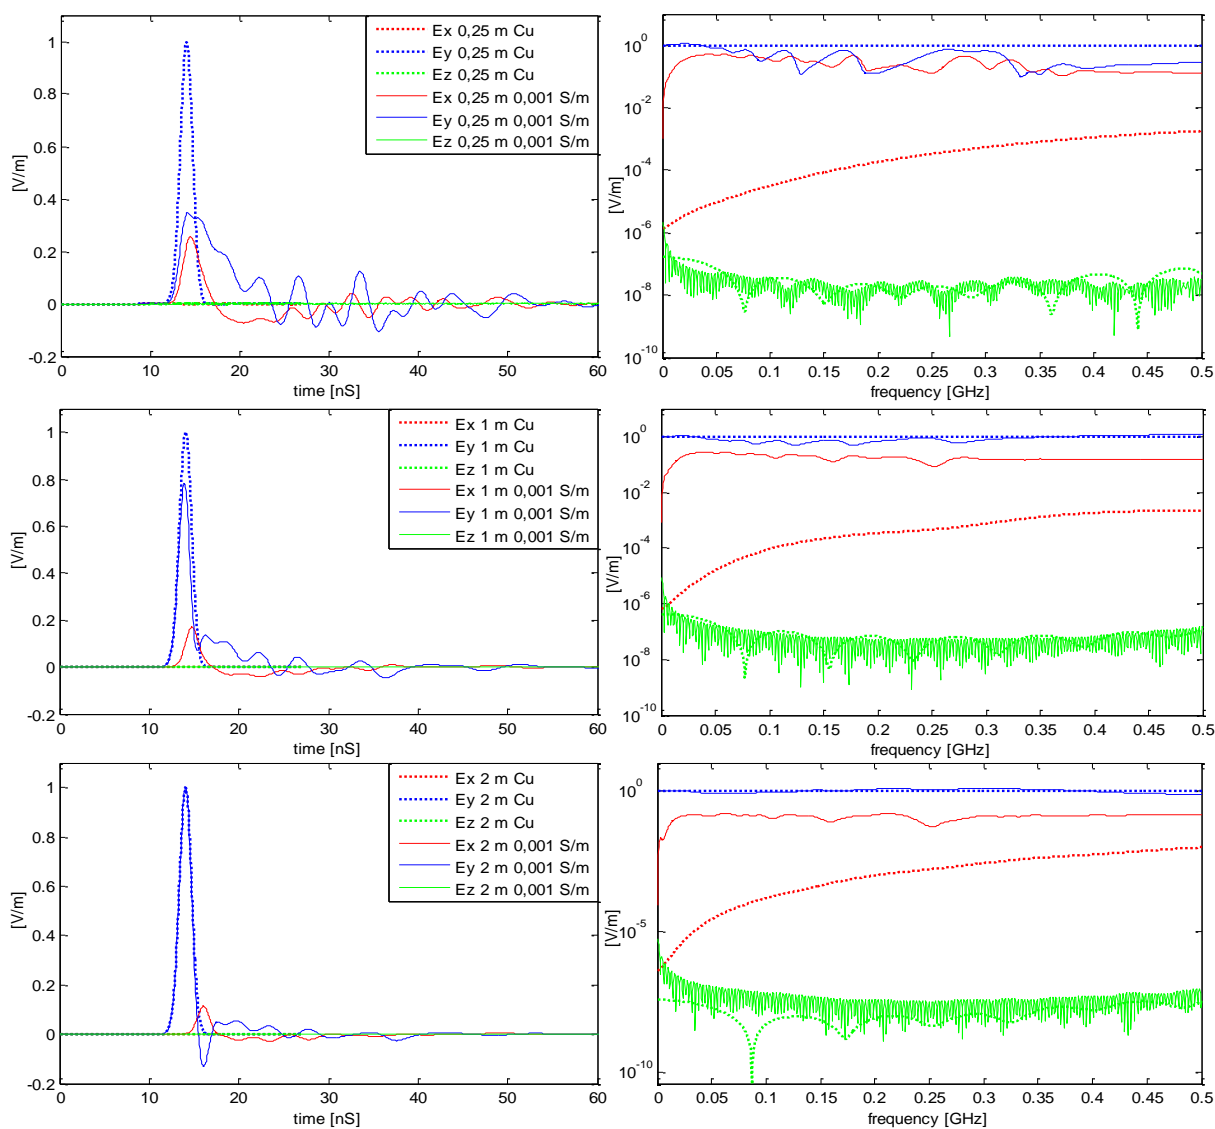 Ex 0,25 m Cu
Ey 0,25 m Cu
Ez 0,25 m Cu
Ex 0,25 m 0,001 S/m
Ey 0,25 m 0,001 S/m
Ez 0,25 m 0,001 S/m
[V/m]
1
0.8
0.6
0.4
0.2
0
-0.2
0 10 20 30 40 50 60
time [nS]
[V/m]
10^0
10^-2
10^-4
10^-6
10^-8
10^-10
0 0.05 0.1 0.15 0.2 0.25 0.3 0.35 0.4 0.45 0.5
frequency [GHz]
Ex 1 m Cu
Ey 1 m Cu
Ez 1 m Cu
Ex 1 m 0,001 S/m
Ey 1 m 0,001 S/m
Ez 1 m 0,001 S/m
[V/m]
1
0.8
0.6
0.4
0.2
0
-0.2
0 10 20 30 40 50 60
time [nS]
[V/m]
10^0
10^-2
10^-4
10^-6
10^-8
10^-10
0 0.05 0.1 0.15 0.2 0.25 0.3 0.35 0.4 0.45 0.5
frequency [GHz]
Ex 2 m Cu
Ey 2 m Cu
Ez 2 m Cu
Ex 2 m 0,001 S/m
Ey 2 m 0,001 S/m
Ez 2 m 0,001 S/m
[V/m]
1
0.8
0.6
0.4
0.2
0
-0.2
0 10 20 30 40 50 60
time [nS]
[V/m]
10^0
10^-5
10^-10
0 0.05 0.1 0.15 0.2 0.25 0.3 0.35 0.4 0.45 0.5
frequency [GHz]